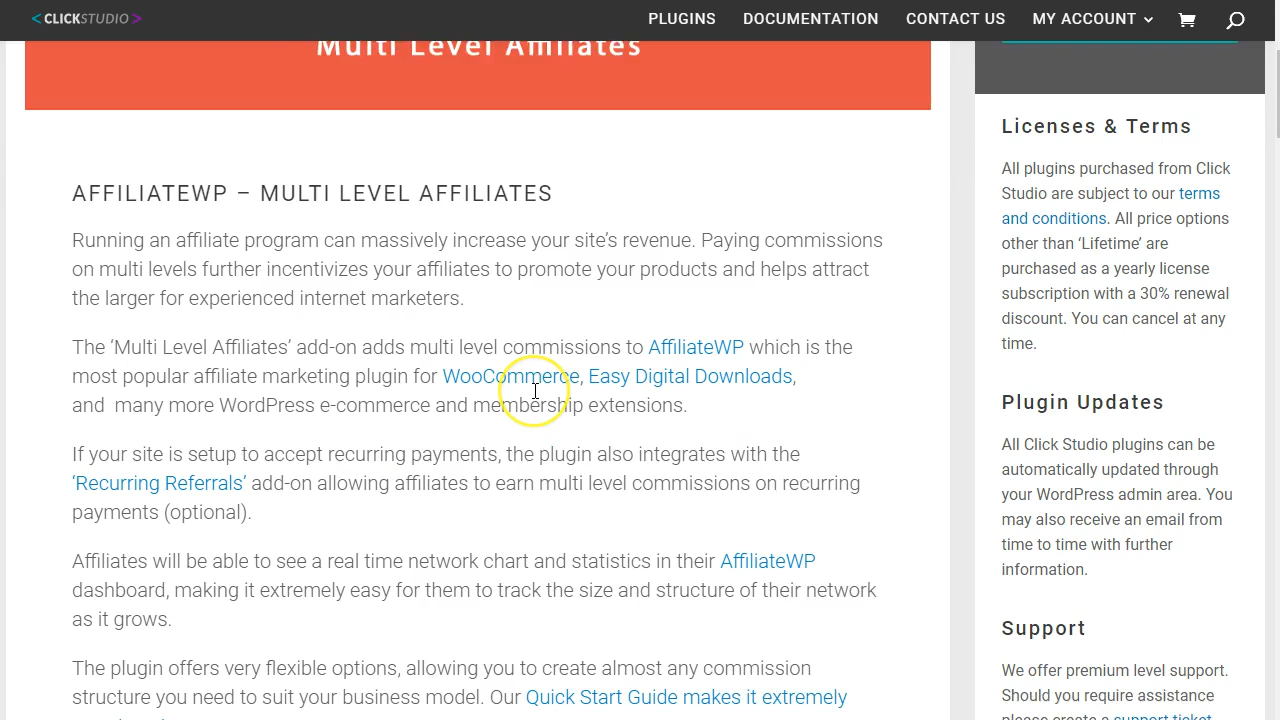 <CLICKSTUDIO> PLUGINS DOCUMENTATION CONTACT US MY ACCOUNT
Multi Level Affiliates
AFFILIATEWP – MULTI LEVEL AFFILIATES
Running an affiliate program can massively increase your site's revenue. Paying commissions
on multi levels further incentivizes your affiliates to promote your products and helps attract
the larger for experienced internet marketers.
The ‘Multi Level Affiliates’ add-on adds multi level commissions to AffiliateWP which is the
most popular affiliate marketing plugin for WooCommerce, Easy Digital Downloads,
and many more WordPress e-commerce and membership extensions.
If your site is setup to accept recurring payments, the plugin also integrates with the
‘Recurring Referrals’ add-on allowing affiliates to earn multi level commissions on recurring
payments (optional).
Affiliates will be able to see a real time network chart and statistics in their AffiliateWP
dashboard, making it extremely easy for them to track the size and structure of their network
as it grows.
The plugin offers very flexible options, allowing you to create almost any commission
structure you need to suit your business model. Our Quick Start Guide makes it extremely
Licenses & Terms
All plugins purchased from Click
Studio are subject to our terms
and conditions. All price options
other than ‘Lifetime’ are
purchased as a yearly license
subscription with a 30% renewal
discount. You can cancel at any
time.
Plugin Updates
All Click Studio plugins can be
automatically updated through
your WordPress admin area. You
may also receive an email from
time to time with further
information.
Support
We offer premium level support.
Should you require assistance
please create a support ticket